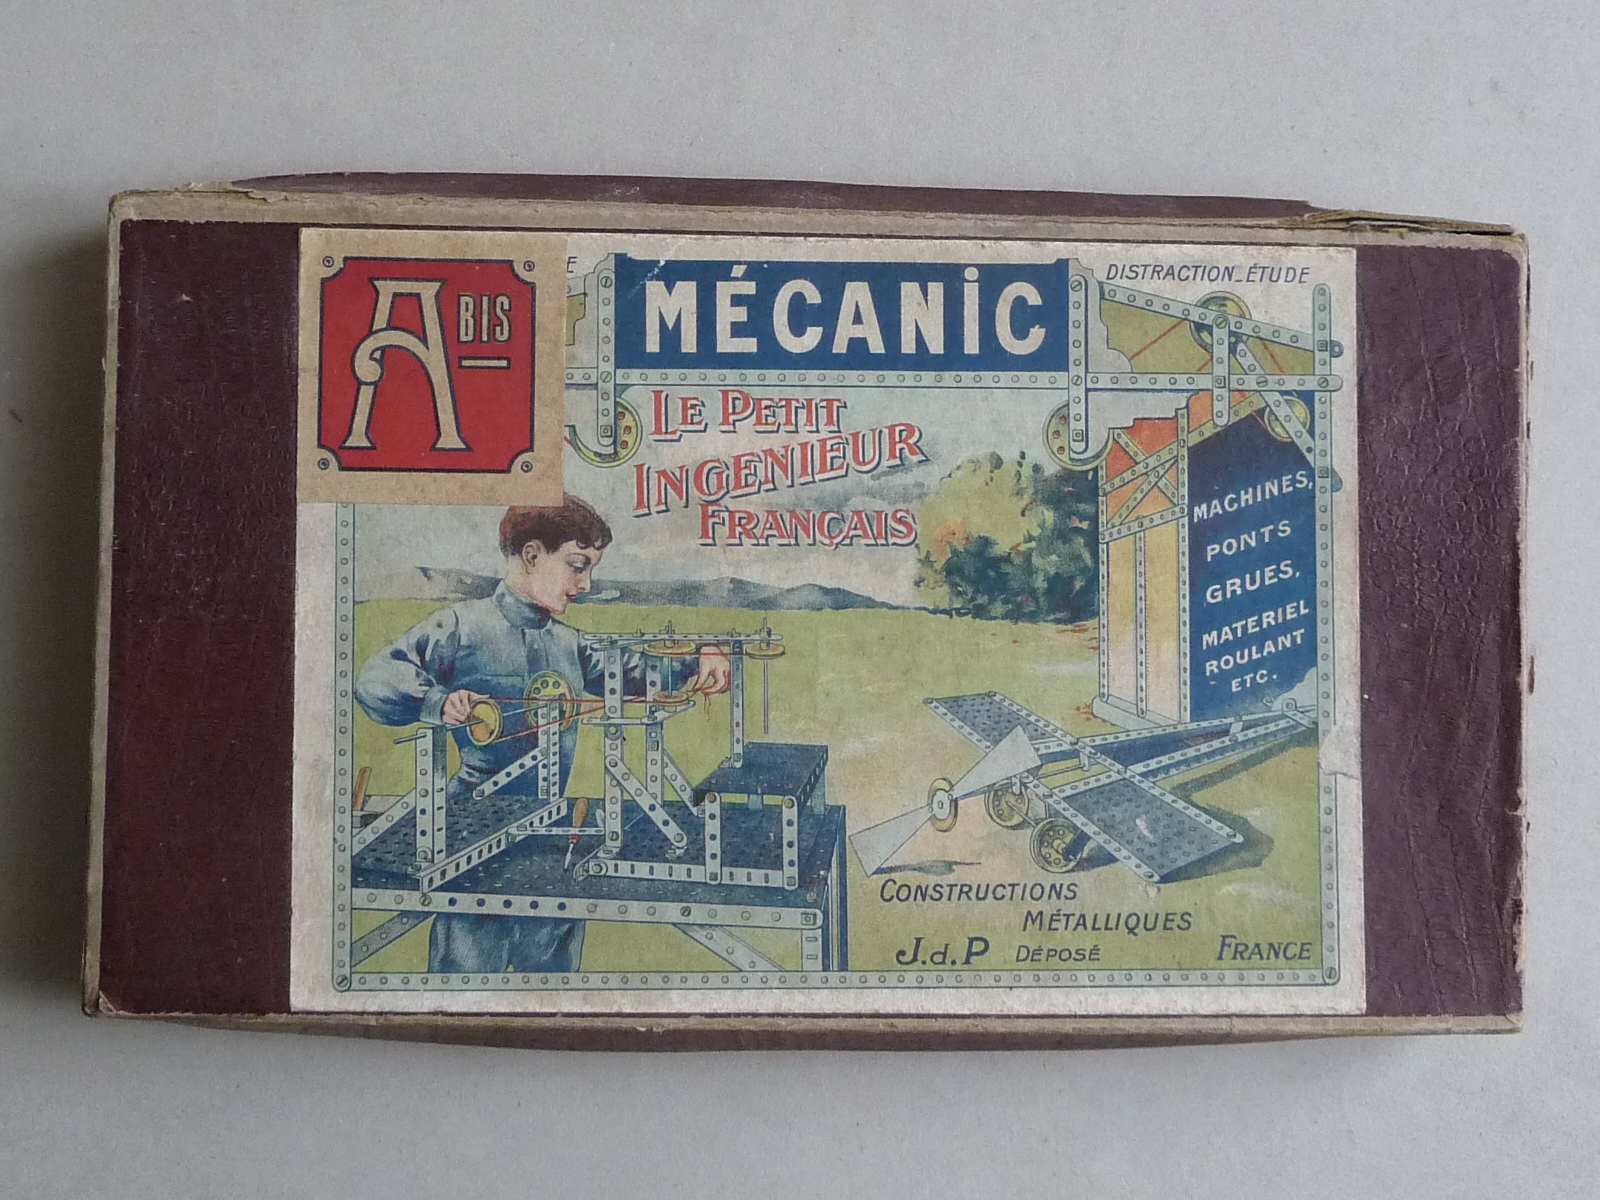 A BIS
E
MÉCANIC
DISTRACTION_ÉTUDE
LE PETIT
INGENIEUR
FRANÇAIS
MACHINES,
PONTS
GRUES,
MATERIEL
ROULANT
ETC.
CONSTRUCTIONS
MÉTALLIQUES
J.d.P DÉPOSÉ FRANCE